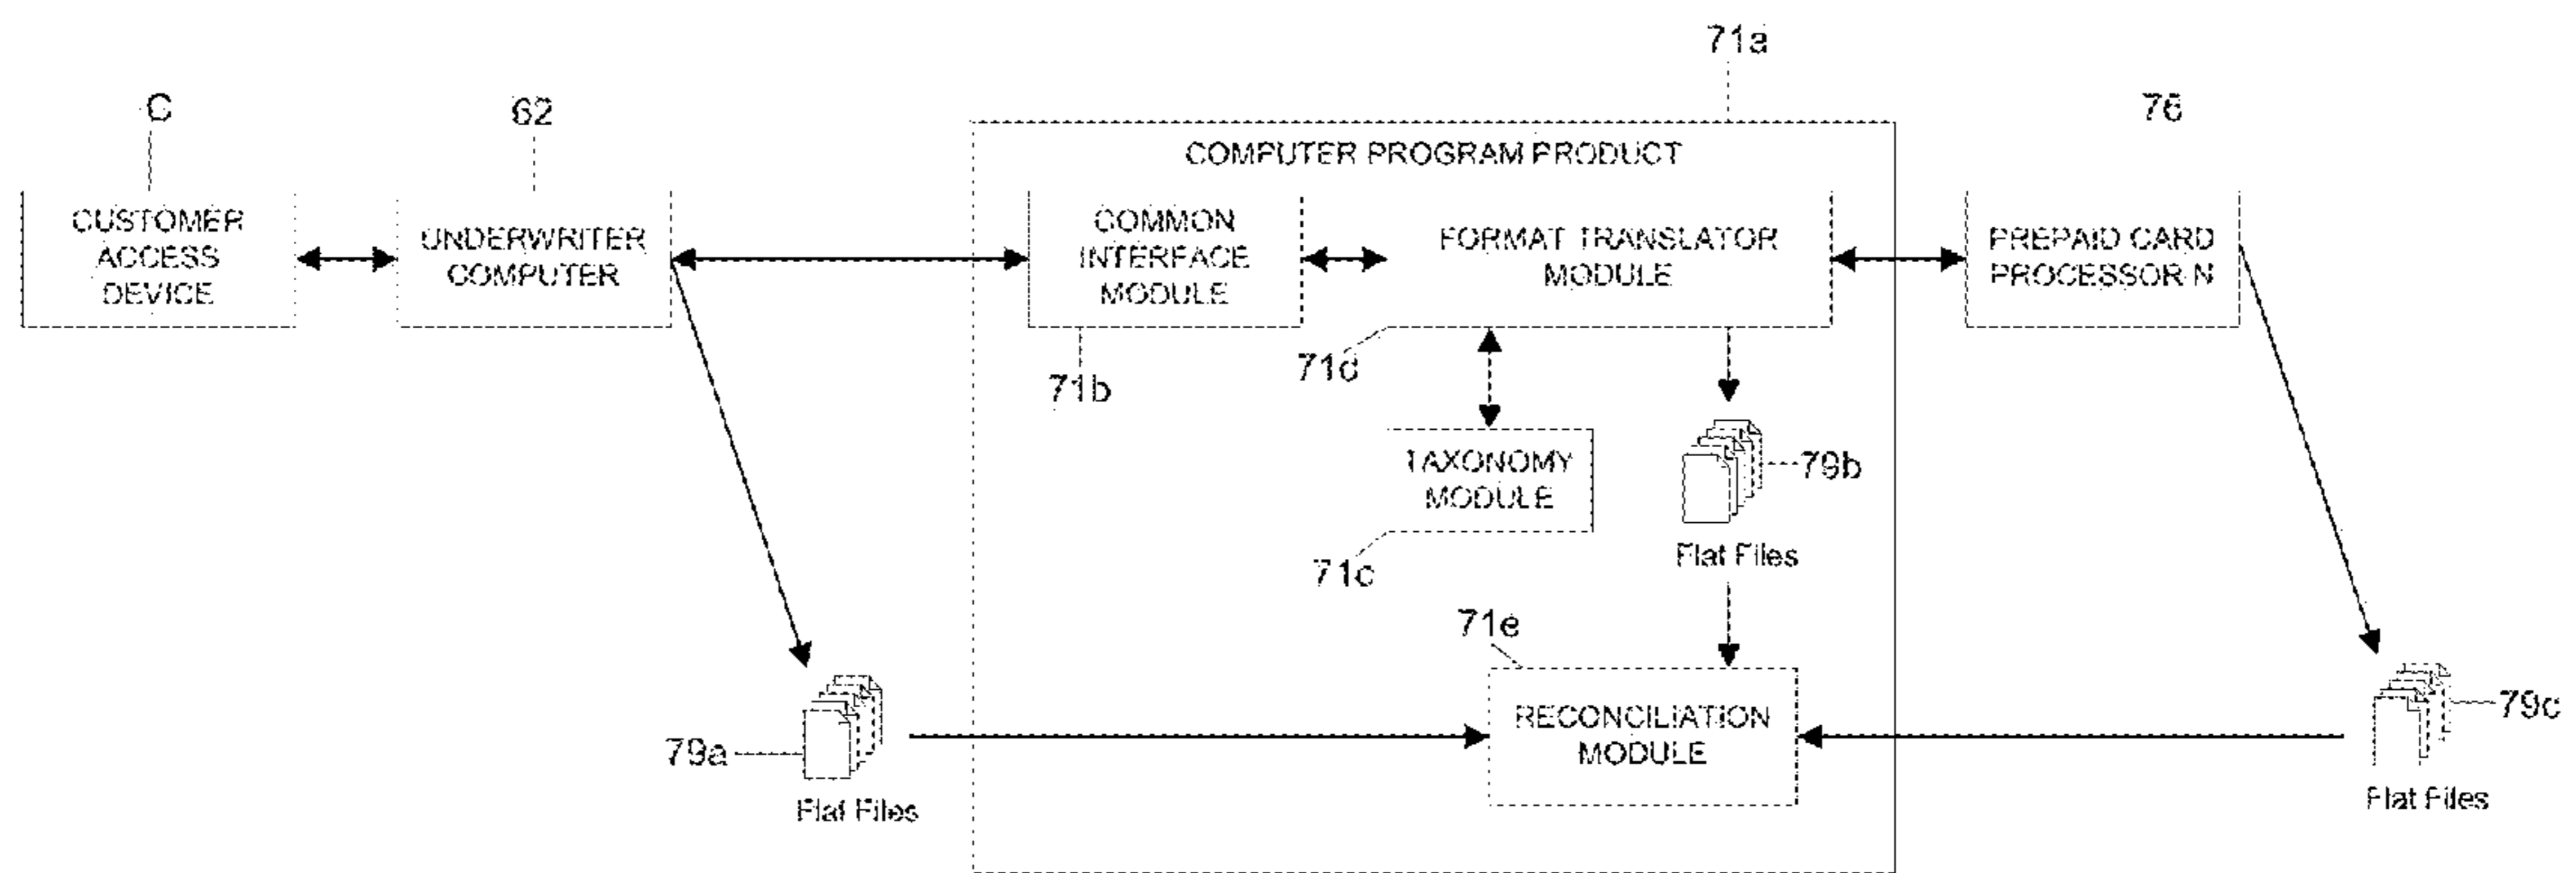 71a
C
62
76
COMPUTER PROGRAM PRODUCT
CUSTOMER
ACCESS
DEVICE
UNDERWRITER
COMPUTER
COMMON
INTERFACE
MODULE
FORMAT TRANSLATOR
MODULE
PREPAID CARD
PROCESSOR N
71b
71d
TAXONOMY
MODULE
79b
71c
Flat Files
71e
RECONCILIATION
MODULE
79a
Flat Files
79c
Flat Files